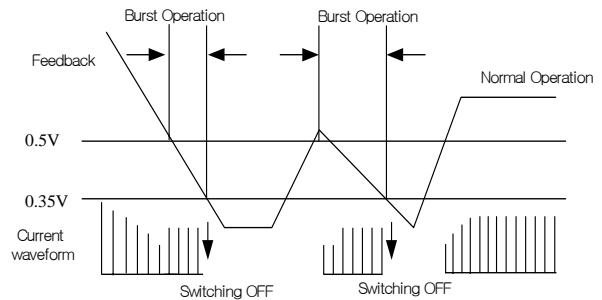 Burst Operation
Burst Operation
Feedback
Normal Operation
0.5V
0.35V
Current
waveform
Switching OFF
Switching OFF